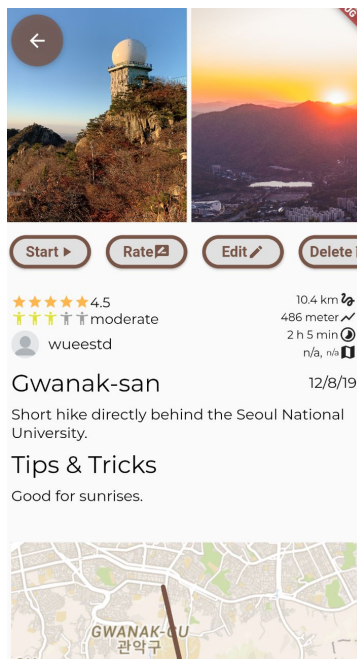 Start
Rate
Edit
Delete
4.5
10.4 km
moderate
486 meter
2 h 5 min
wueestd
n/a, n/a
Gwanak-san
12/8/19
Short hike directly behind the Seoul National
University.
Tips & Tricks
Good for sunrises.
GWANAK-GU
관악구